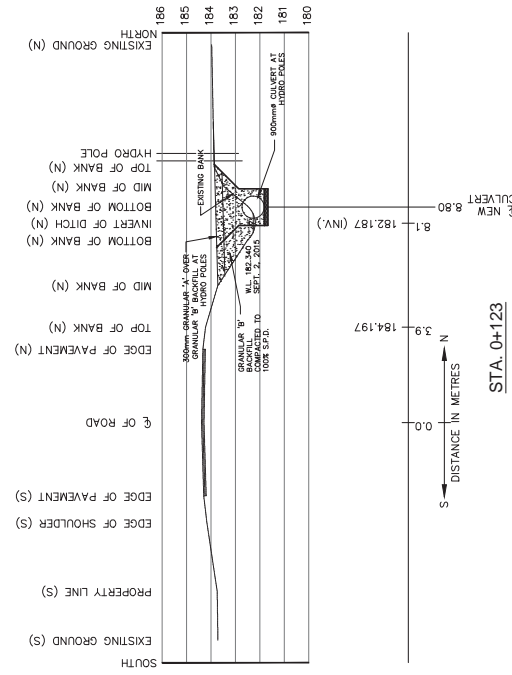 186
185
184
183
182
181
180
NORTH
EXISTING GROUND (N)
HYDRO POLE
TOP OF BANK (N)
MID OF BANK (N)
BOTTOM OF BANK (N)
INVERT OF DITCH (N)
BOTTOM OF BANK (N)
MID OF BANK (N)
TOP OF BANK (N)
EDGE OF PAVEMENT (N)
℄ OF ROAD
EDGE OF PAVEMENT (S)
EDGE OF SHOULDER (S)
PROPERTY LINE (S)
EXISTING GROUND (S)
SOUTH
EXISTING BANK
900mmø CULVERT AT
HYDRO POLES
300mm GRANULAR 'A' OVER
GRANULAR 'B' BACKFILL AT
HYDRO POLES
W.L. 182.340
SEPT. 2, 2015
GRANULAR 'B'
BACKFILL
COMPACTED TO
100% S.P.D.
NEW
CULVERT
8.80
8.1
182.187 (INV.)
3.9
184.197
0.0
S
N
DISTANCE IN METRES
STA. 0+123